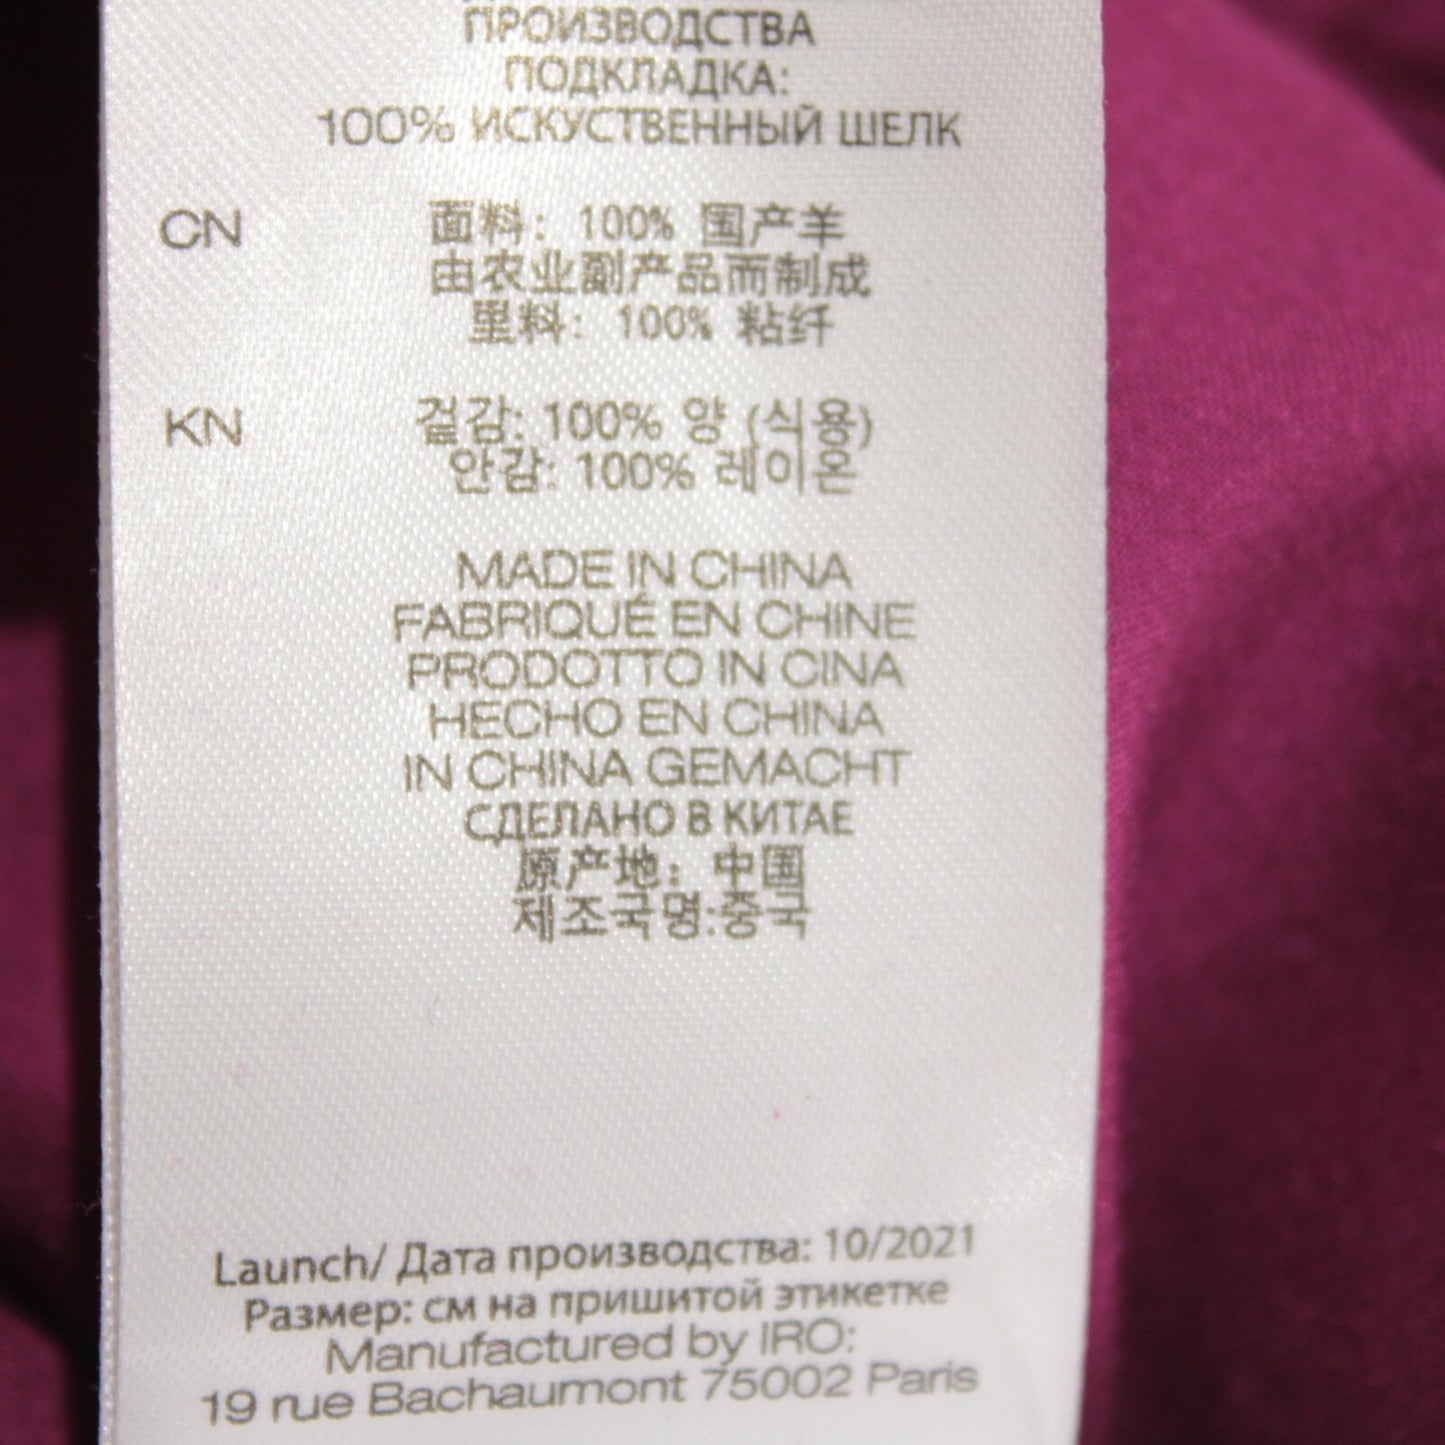 ПРОИЗВОДСТВА
ПОДКЛАДКА:
100% ИСКУСТВЕННЫЙ ШЕЛК
CN
面料: 100% 国产羊
由农业副产品而制成
里料: 100% 粘纤
KN
겉감: 100% 양 (식용)
안감: 100% 레이온
MADE IN CHINA
FABRIQUÉ EN CHINE
PRODOTTO IN CINA
HECHO EN CHINA
IN CHINA GEMACHT
СДЕЛАНО В КИТАЕ
原产地: 中国
제조국명:중국
Launch/ Дата производства: 10/2021
Размер: см на пришитой этикетке
Manufactured by IRO:
19 rue Bachaumont 75002 Paris